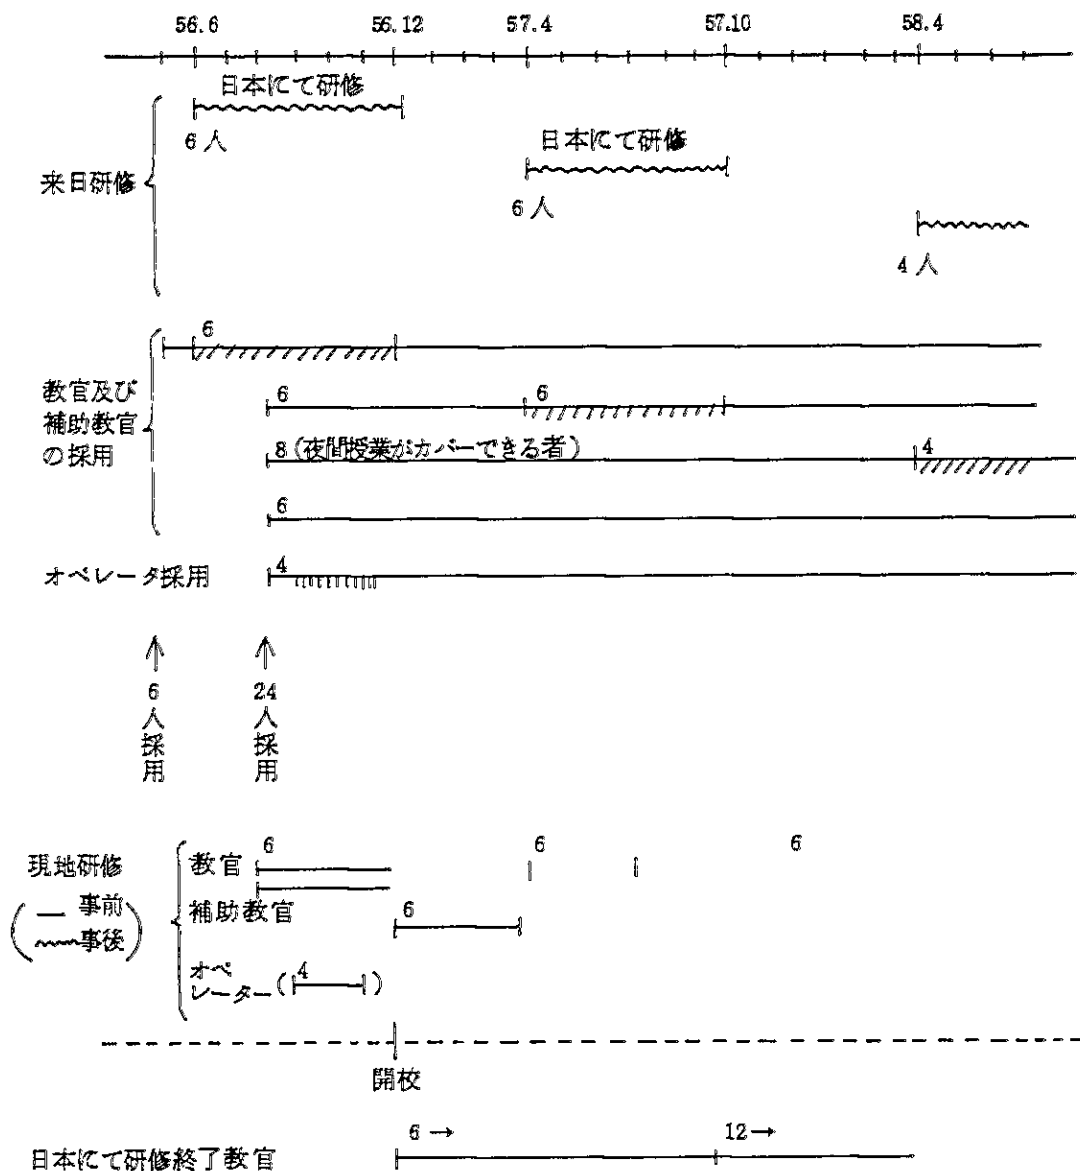 56.6 56.12 57.4 57.10 58.4
日本にて研修
6人
日本にて研修
来日研修
6人
4人
6
教官及び
補助教官
の採用
6 6
8(夜間授業がカバーできる者) 4
6
オペレータ採用 4
6人採用
24人採用
現地研修
(事前
事後)
教官 6 6 6
補助教官 6
オペ
レーター(4)
開校
日本にて研修終了教官 6→ 12→